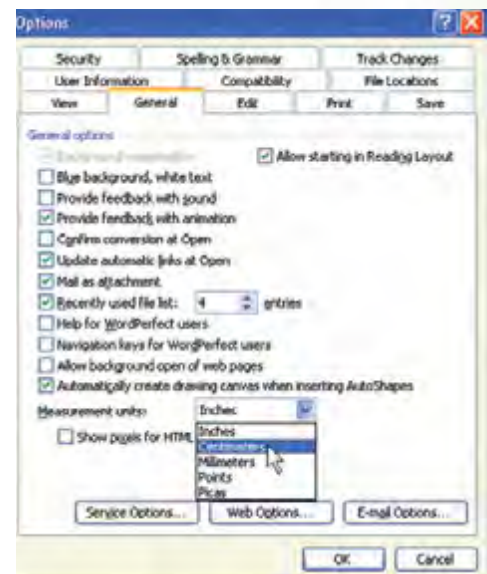 Options
Security Spelling & Grammar Track Changes
User Information Compatibility File Locations
View General Edit Print Save
General options
Allow starting in Reading Layout
Blue background, white text
Provide feedback with sound
Provide feedback with animation
Confirm conversion at Open
Update automatic links at Open
Mail as attachment
Recently used file list: 4 entries
Help for WordPerfect users
Navigation keys for WordPerfect users
Allow background open of web pages
Automatically create drawing canvas when inserting AutoShapes
Measurement units: Inches
Inches
Show pixels for HTML
Centimeters
Millimeters
Points
Picas
Service Options... Web Options... E-mail Options...
OK Cancel